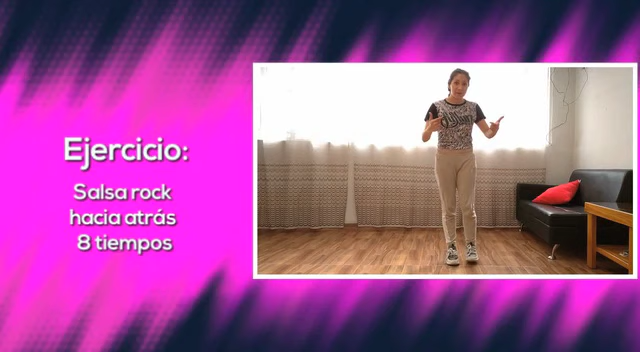 Ejercicio:
Salsa rock
hacia atrás
8 tiempos